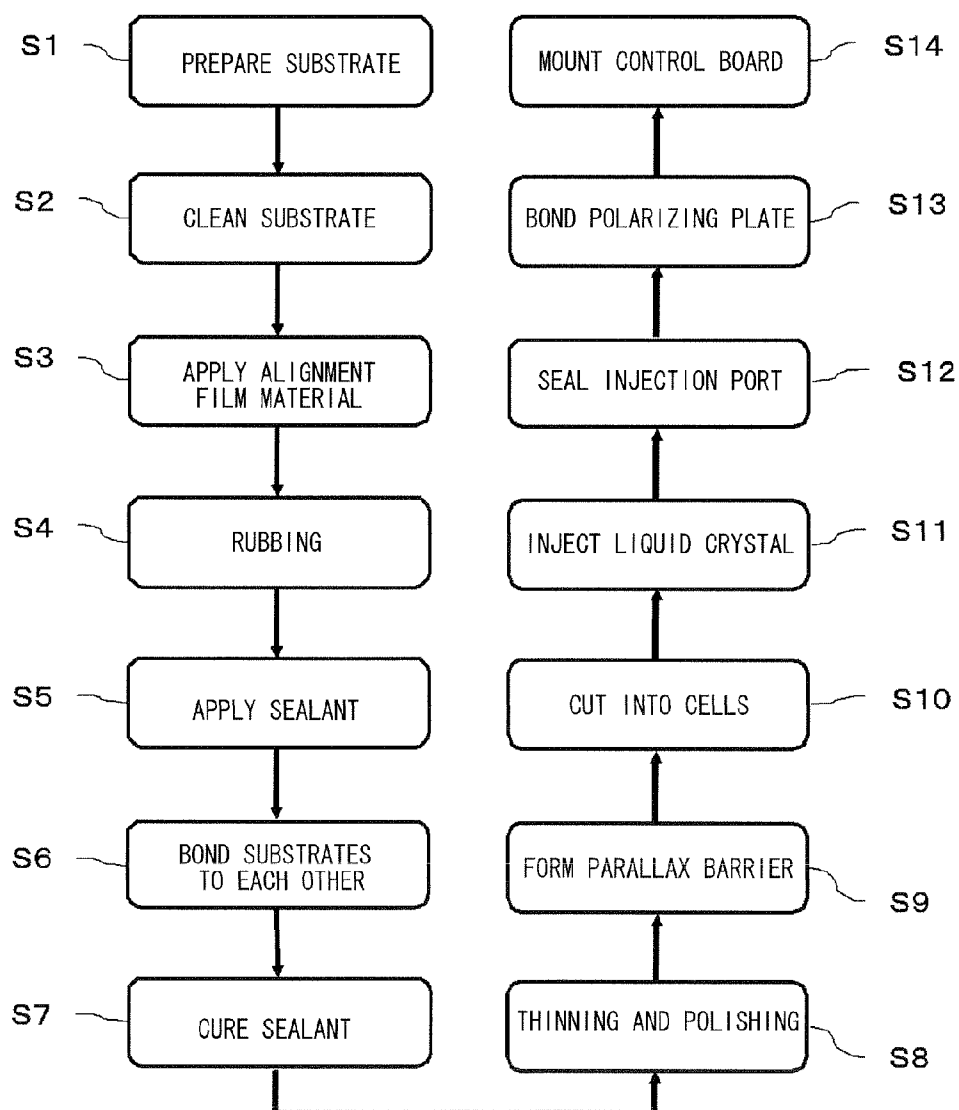 S1
PREPARE SUBSTRATE
S2
CLEAN SUBSTRATE
S3
APPLY ALIGNMENT
FILM MATERIAL
S4
RUBBING
S5
APPLY SEALANT
S6
BOND SUBSTRATES
TO EACH OTHER
S7
CURE SEALANT
THINNING AND POLISHING
S8
FORM PARALLAX BARRIER
S9
CUT INTO CELLS
S10
INJECT LIQUID CRYSTAL
S11
SEAL INJECTION PORT
S12
BOND POLARIZING PLATE
S13
MOUNT CONTROL BOARD
S14